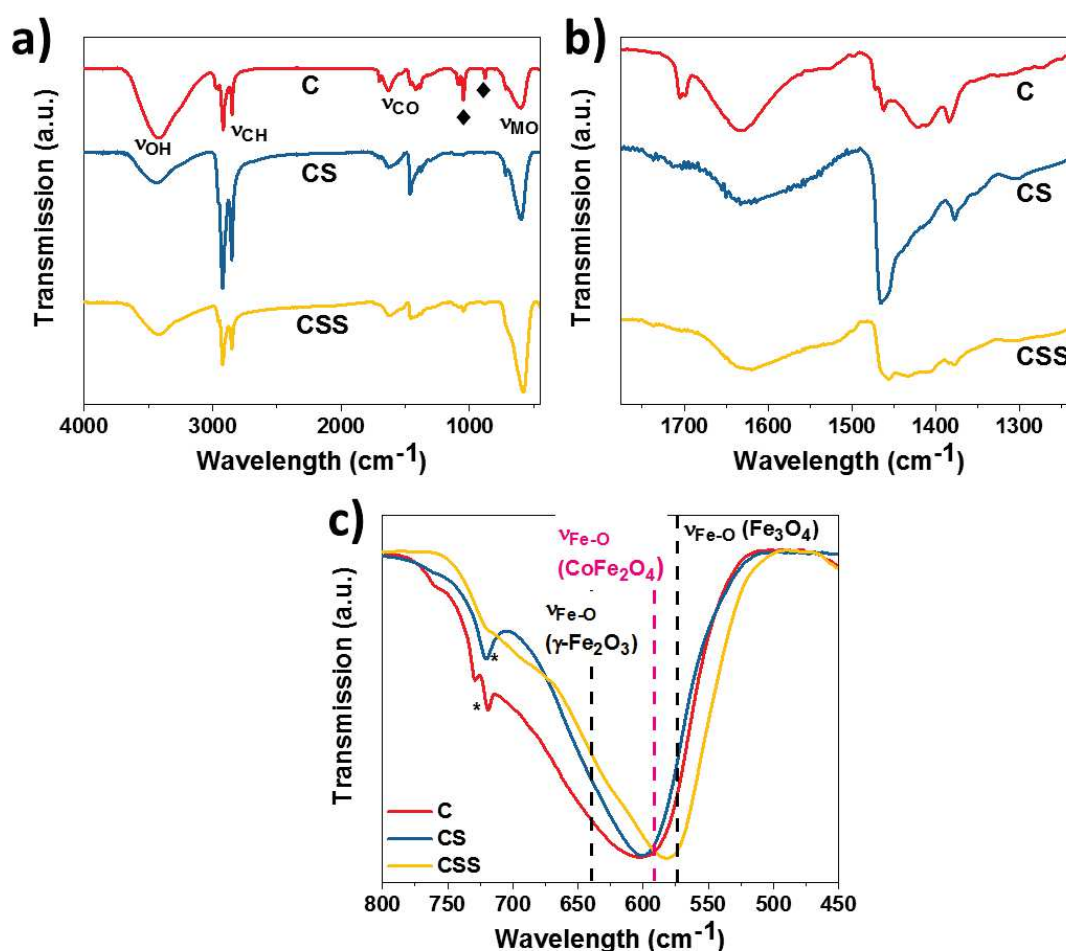 a)
Transmission (a.u.)
C
νOH
νCH
νCO
◆
◆
νMO
CS
CSS
4000 3000 2000 1000
Wavelength (cm⁻¹)
b)
Transmission (a.u.)
C
CS
CSS
1700 1600 1500 1400 1300
Wavelength (cm⁻¹)
c)
Transmission (a.u.)
νFe-O
(CoFe₂O₄)
νFe-O (Fe₃O₄)
νFe-O
(γ-Fe₂O₃)
*
*
C
CS
CSS
800 750 700 650 600 550 500 450
Wavelength (cm⁻¹)